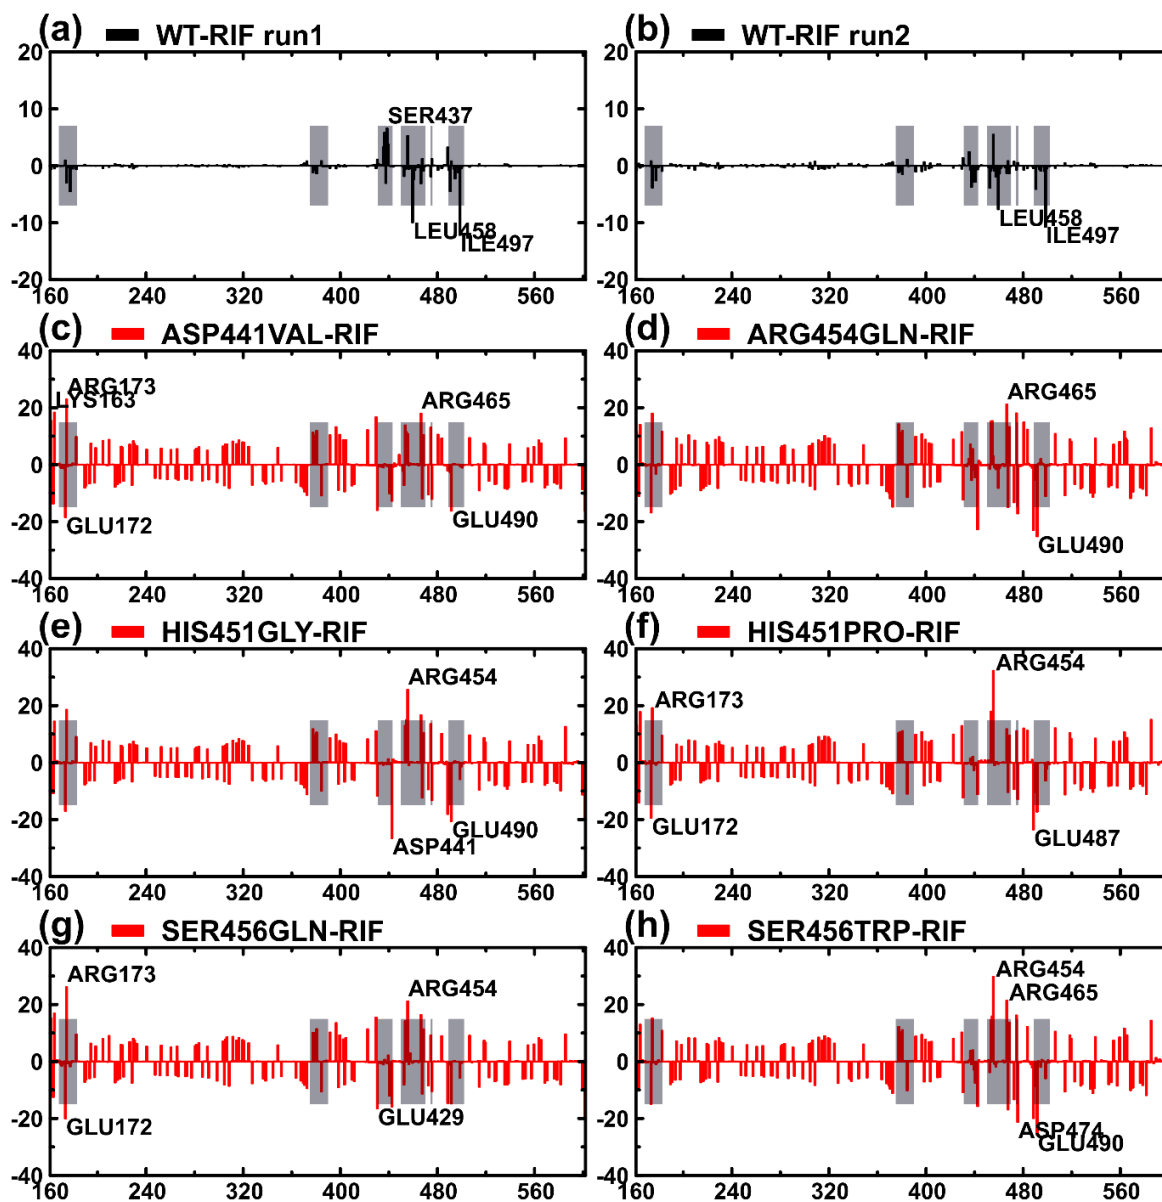 (a) WT-RIF run1
(b) WT-RIF run2
20
10
0
-10
-20
SER437
LEU458
ILE497
160 240 320 400 480 560
20
10
0
-10
-20
LEU458
ILE497
160 240 320 400 480 560
(c) ASP441VAL-RIF
(d) ARG454GLN-RIF
40
20
0
-20
-40
ARG173
LYS163
ARG465
GLU172
GLU490
160 240 320 400 480 560
40
20
0
-20
-40
ARG465
GLU490
160 240 320 400 480 560
(e) HIS451GLY-RIF
(f) HIS451PRO-RIF
40
20
0
-20
-40
ARG454
GLU490
ASP441
160 240 320 400 480 560
40
20
0
-20
-40
ARG454
ARG173
GLU172
GLU487
160 240 320 400 480 560
(g) SER456GLN-RIF
(h) SER456TRP-RIF
40
20
0
-20
-40
ARG173
ARG454
GLU429
GLU172
160 240 320 400 480 560
40
20
0
-20
-40
ARG454
ARG465
ASP474
GLU490
160 240 320 400 480 560